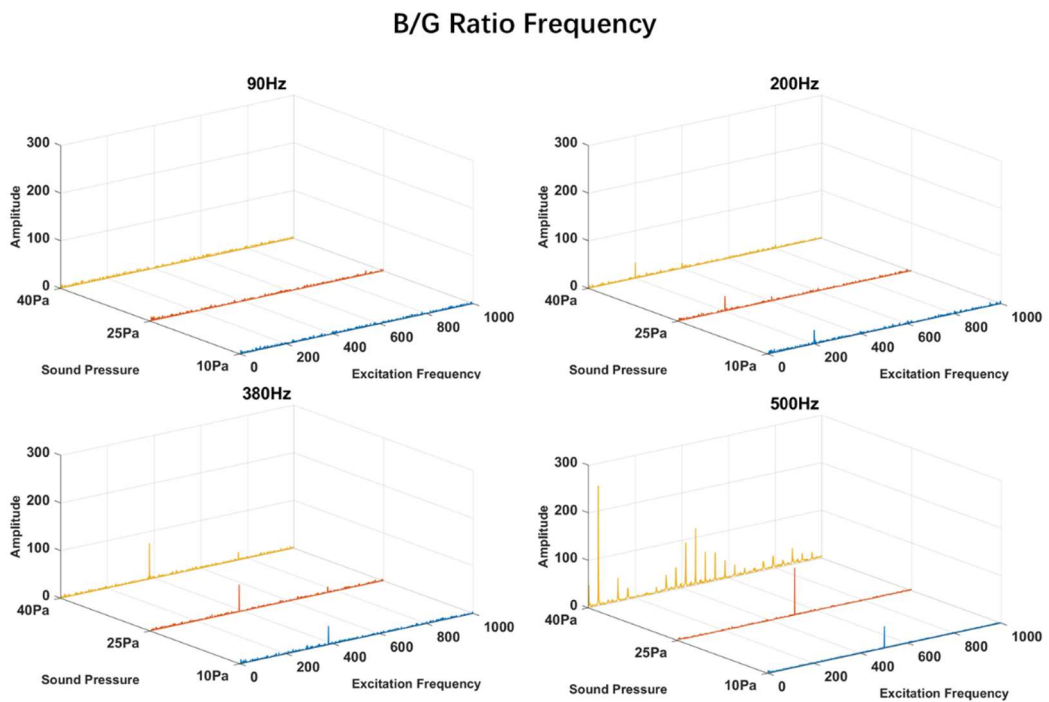 B/G Ratio Frequency
90Hz
300
200
100
0
Amplitude
40Pa
25Pa
10Pa
Sound Pressure
0
200
400
600
800
1000
Excitation Frequency
200Hz
300
200
100
0
Amplitude
40Pa
25Pa
10Pa
Sound Pressure
0
200
400
600
800
1000
Excitation Frequency
380Hz
300
200
100
0
Amplitude
40Pa
25Pa
10Pa
Sound Pressure
0
200
400
600
800
1000
Excitation Frequency
500Hz
300
200
100
0
Amplitude
40Pa
25Pa
10Pa
Sound Pressure
0
200
400
600
800
1000
Excitation Frequency